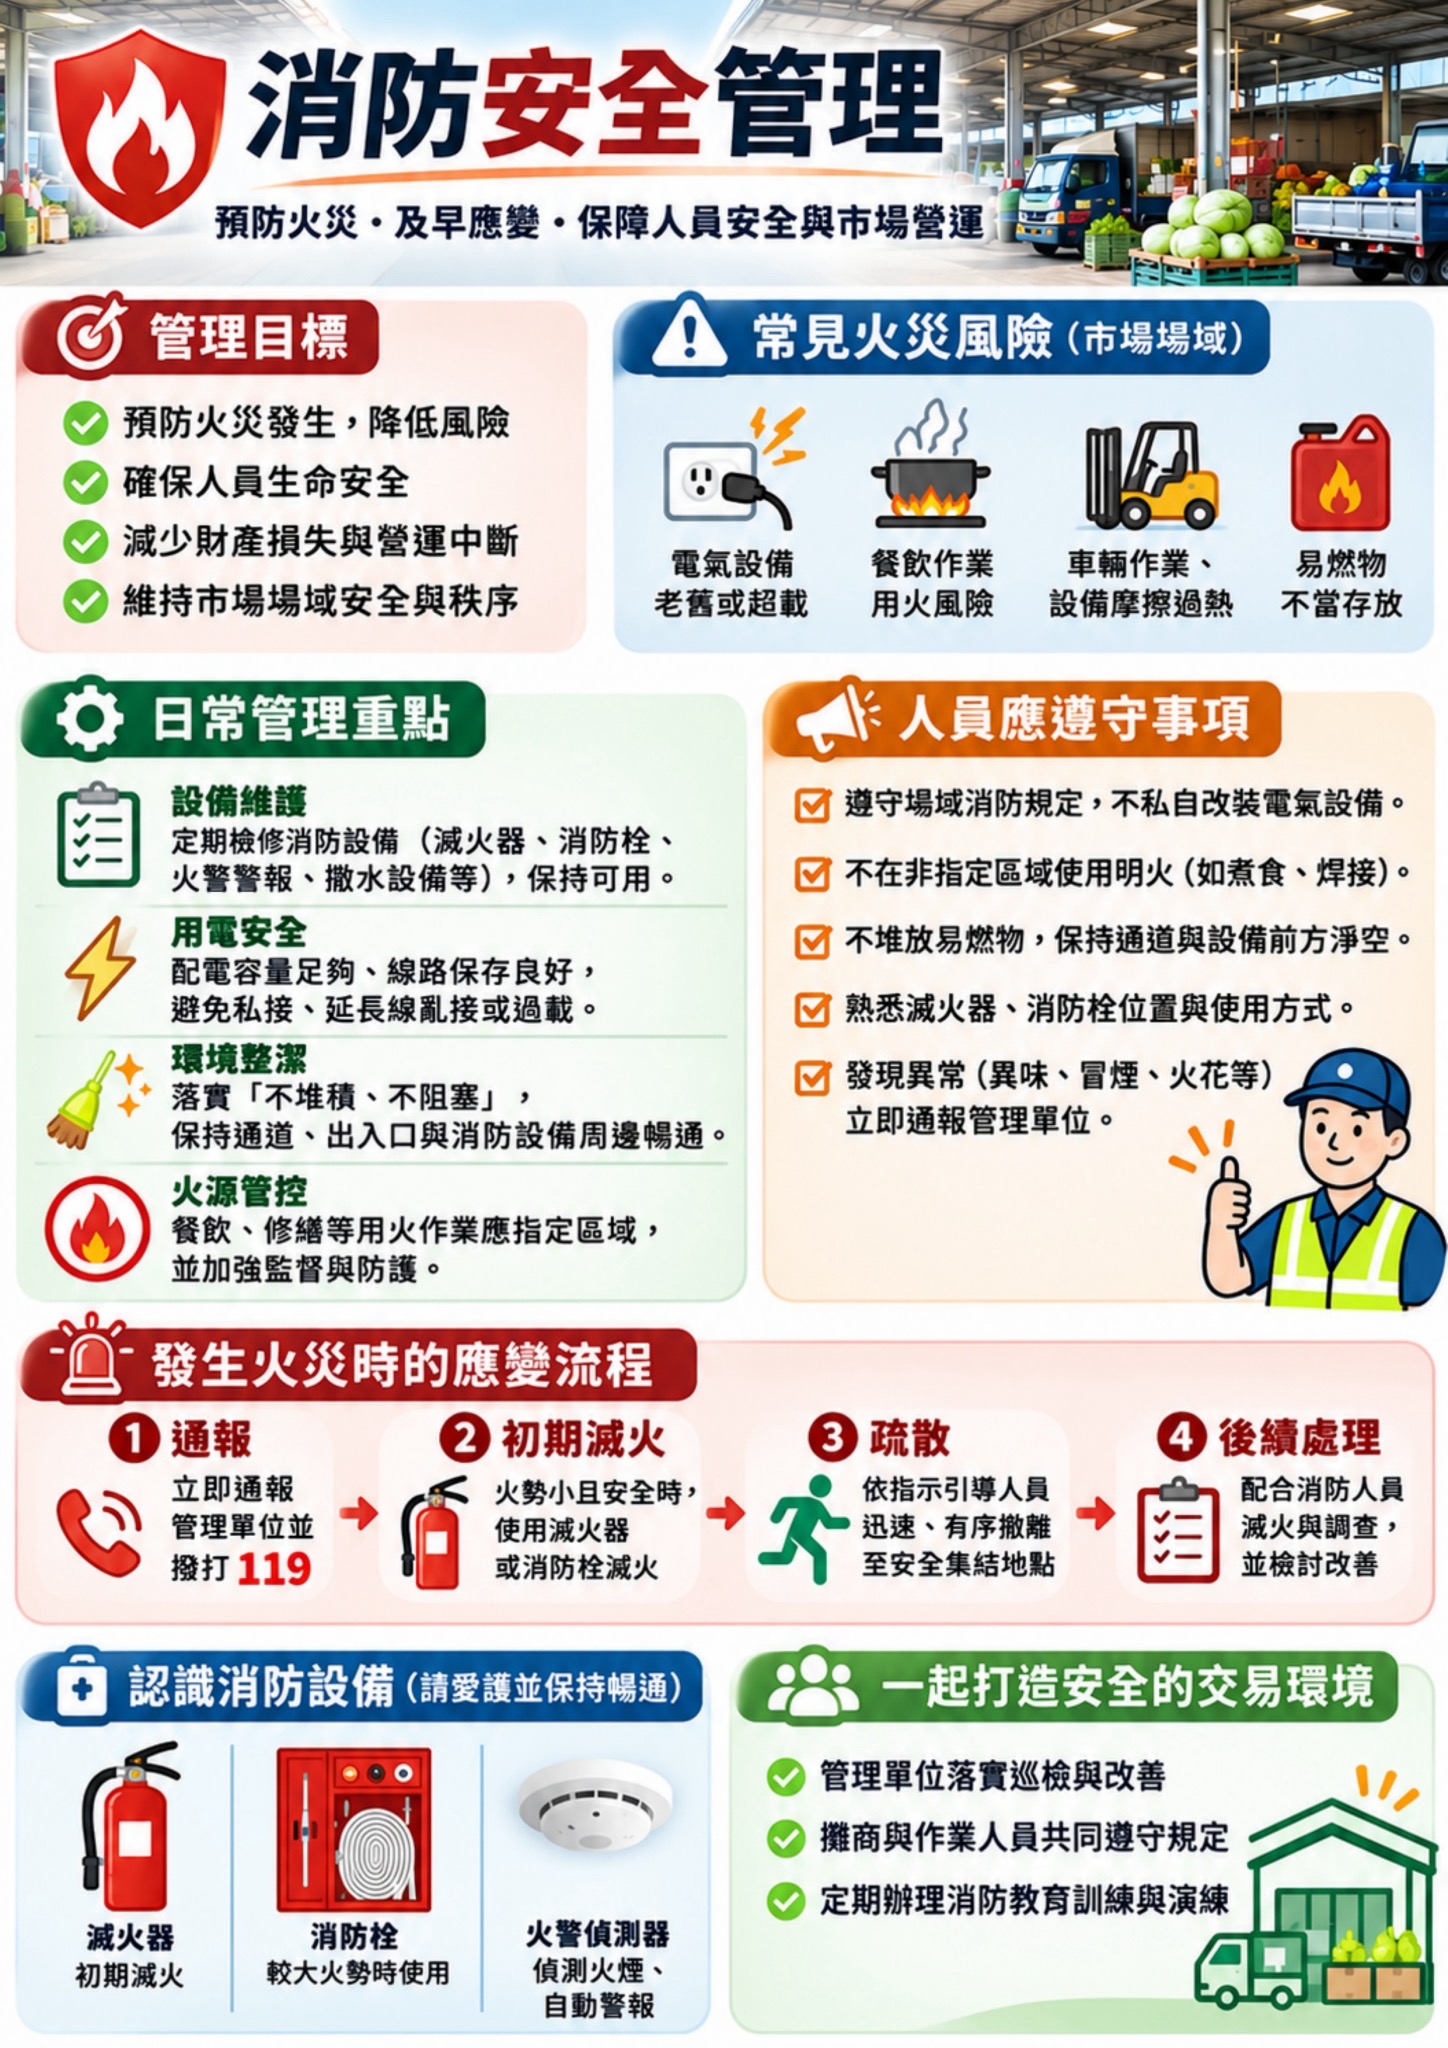 消防安全管理
預防火災・及早應變・保障人員安全與市場營運
管理目標
預防火災發生，降低風險
確保人員生命安全
減少財產損失與營運中斷
維持市場場域安全與秩序
常見火災風險（市場場域）
電氣設備
老舊或超載
餐飲作業
用火風險
車輛作業、
設備摩擦過熱
易燃物
不當存放
日常管理重點
設備維護
定期檢修消防設備（滅火器、消防栓、
火警警報、撒水設備等），保持可用。
用電安全
配電容量足夠、線路保存良好，
避免私接、延長線亂接或過載。
環境整潔
落實「不堆積、不阻塞」，
保持通道、出入口與消防設備周邊暢通。
火源管控
餐飲、修繕等用火作業應指定區域，
並加強監督與防護。
人員應遵守事項
遵守場域消防規定，不私自改裝電氣設備。
不在非指定區域使用明火（如煮食、焊接）。
不堆放易燃物，保持通道與設備前方淨空。
熟悉滅火器、消防栓位置與使用方式。
發現異常（異味、冒煙、火花等）
立即通報管理單位。
發生火災時的應變流程
1 通報
立即通報
管理單位並
撥打 119
2 初期滅火
火勢小且安全時，
使用滅火器
或消防栓滅火
3 疏散
依指示引導人員
迅速、有序撤離
至安全集結地點
4 後續處理
配合消防人員
滅火與調查，
並檢討改善
認識消防設備（請愛護並保持暢通）
滅火器
初期滅火
消防栓
較大火勢時使用
火警偵測器
偵測火煙、
自動警報
一起打造安全的交易環境
管理單位落實巡檢與改善
攤商與作業人員共同遵守規定
定期辦理消防教育訓練與演練